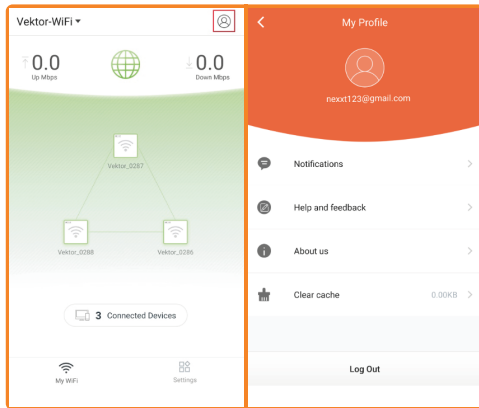 Vektor-WiFi
0.0
Up Mbps
0.0
Down Mbps
Vektor_0287
Vektor_0288
Vektor_0286
3 Connected Devices
My WiFi
Settings
My Profile
nexxt123@gmail.com
Notifications
Help and feedback
About us
Clear cache 0.00KB
Log Out